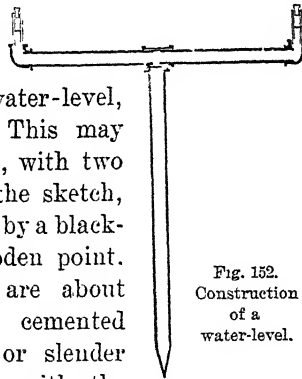 water-level,
This may
, with two
the sketch,
by a black-
oden point.
are about
cemented
or slender
Fig. 152.
Construction
of a
water-level.